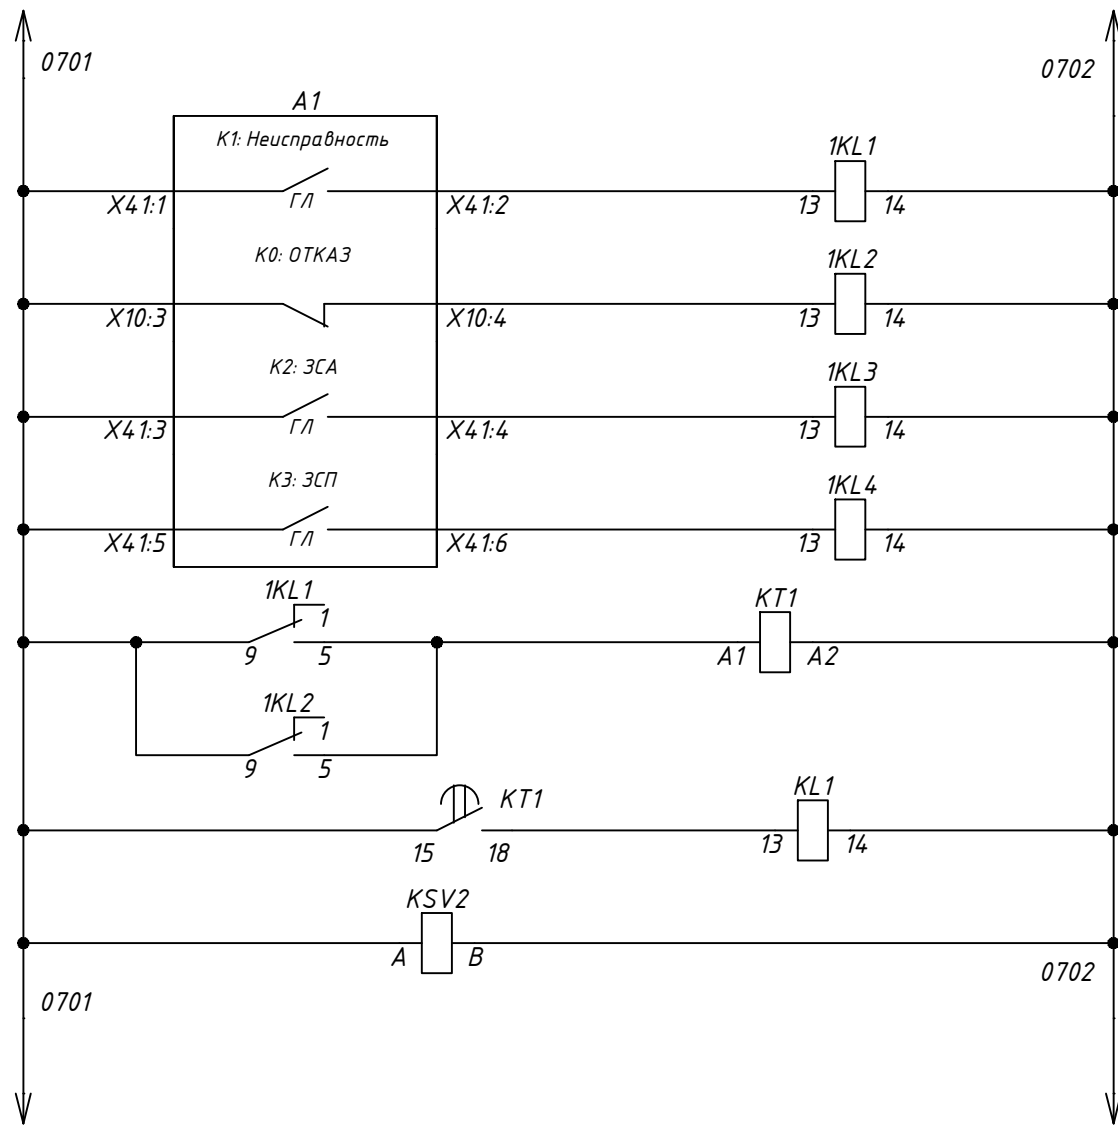 0701
0702
A1
K1: Неисправность
1KL1
ГЛ
X41:1 X41:2 13 14
K0: ОТКАЗ
1KL2
X10:3 X10:4 13 14
K2: ЗСА
1KL3
ГЛ
X41:3 X41:4 13 14
K3: ЗСП
1KL4
ГЛ
X41:5 X41:6 13 14
1KL1 KT1
1
9 5 A1 A2
1KL2
1
9 5
KT1 KL1
15 18 13 14
KSV2
A B
0702
0701